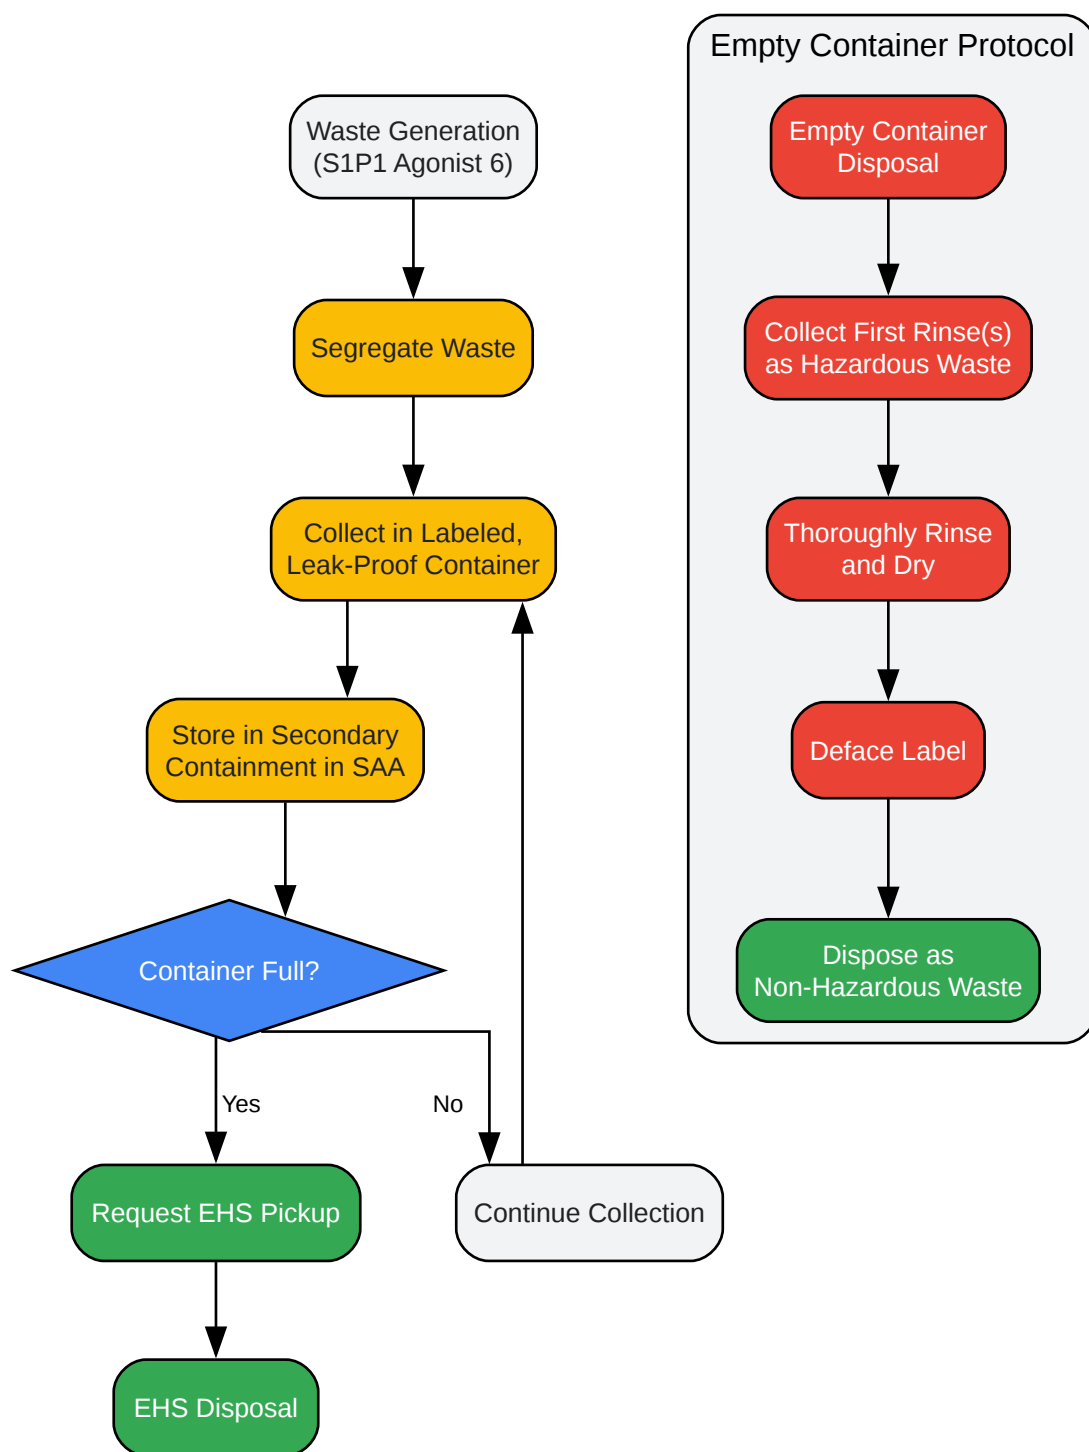 Waste Generation
(S1P1 Agonist 6)
Segregate Waste
Collect in Labeled,
Leak-Proof Container
Store in Secondary
Containment in SAA
Container Full?
Yes
No
Request EHS Pickup
Continue Collection
EHS Disposal
Empty Container Protocol
Empty Container
Disposal
Collect First Rinse(s)
as Hazardous Waste
Thoroughly Rinse
and Dry
Deface Label
Dispose as
Non-Hazardous Waste